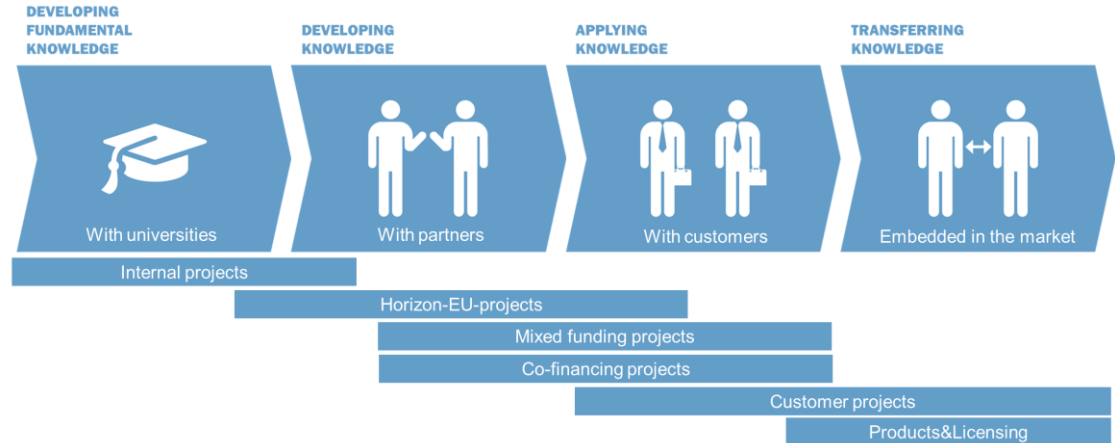 DEVELOPING
FUNDAMENTAL
KNOWLEDGE
DEVELOPING
KNOWLEDGE
APPLYING
KNOWLEDGE
TRANSFERRING
KNOWLEDGE
With universities
With partners
With customers
Embedded in the market
Internal projects
Horizon-EU-projects
Mixed funding projects
Co-financing projects
Customer projects
Products&Licensing